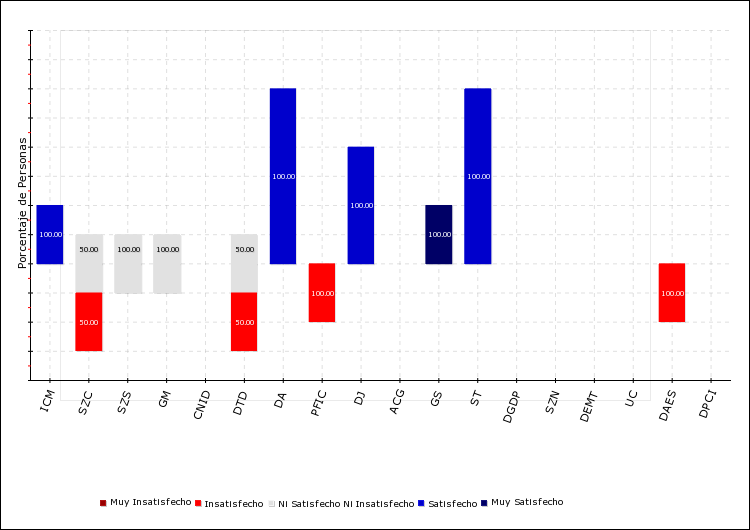 Porcentaje de Personas
100.00
50.00
50.00
100.00
100.00
50.00
50.00
100.00
100.00
100.00
100.00
100.00
100.00
ICM
SZC
SZS
GM
CNID
DTD
DA
PFIC
DJ
ACG
GS
ST
DGDP
SZN
DEMT
UC
DAES
DPCI
Muy Insatisfecho Insatisfecho Ni Satisfecho Ni Insatisfecho Satisfecho Muy Satisfecho